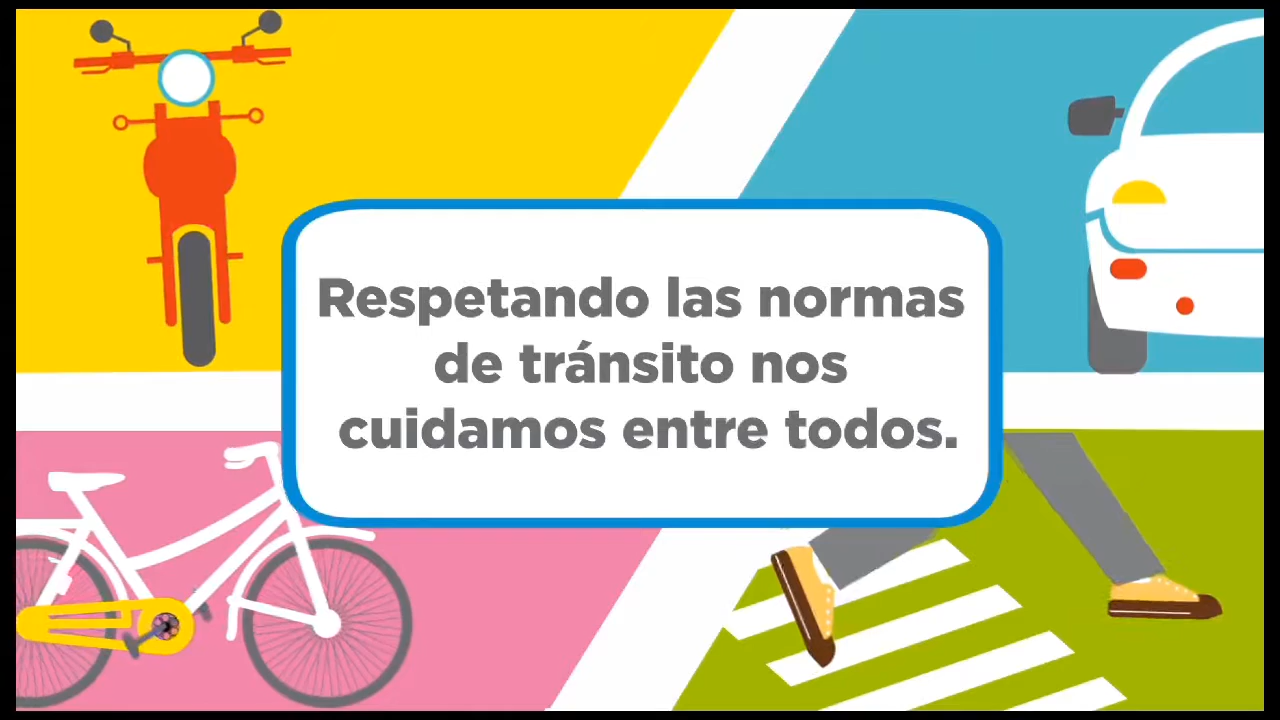 Respetando las normas
de tránsito nos
cuidamos entre todos.